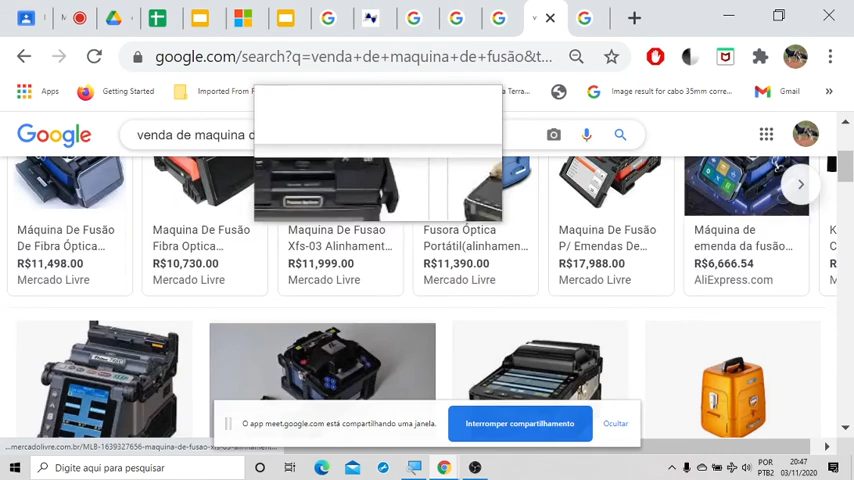 google.com/search?q=venda+de+maquina+de+fusão&t...
Apps
Getting Started
Imported From F
Terra...
Image result for cabo 35mm corre...
Gmail
Google
venda de maquina d
Máquina De Fusão
De Fibra Óptica...
R$11,498.00
Mercado Livre
Maquina De Fusão
Fibra Optica...
R$10,730.00
Mercado Livre
Maquina De Fusão
Xfs-03 Alinhament...
R$11,999.00
Mercado Livre
Fusora Óptica
Portátil(alinhamen...
R$11,390.00
Mercado Livre
Máquina De Fusão
P/ Emendas De...
R$17,988.00
Mercado Livre
Máquina de
emenda da fusão...
R$6,666.54
AliExpress.com
K
C
R
M
O app meet.google.com está compartilhando uma janela.
Interromper compartilhamento
Ocultar
mercadolivre.com.br/MLB-1639327656-maquina-de-fusao-xfs-03-alinhament...
Digite aqui para pesquisar
POR
PTB2
20:47
03/11/2020